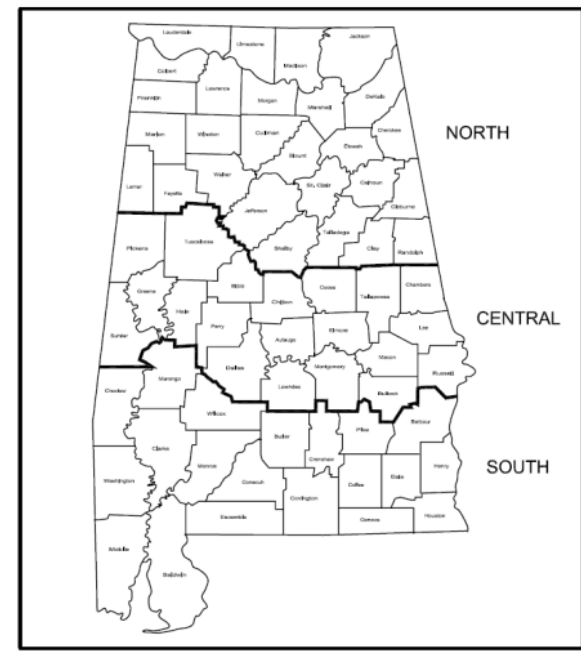 Lauderdale
Limestone
Madison
Jackson
Colbert
Lawrence
Franklin
Morgan
Marshall
DeKalb
Cherokee
Marion
Winston
Cullman
Etowah
NORTH
Blount
Walker
Lamar
Fayette
St. Clair
Calhoun
Cleburne
Jefferson
Talladega
Shelby
Clay
Randolph
Tuscaloosa
Pickens
Bibb
Chilton
Coosa
Tallapoosa
Chambers
Greene
Hale
CENTRAL
Perry
Autauga
Elmore
Lee
Sumter
Dallas
Macon
Montgomery
Russell
Marengo
Lowndes
Bullock
Choctaw
Wilcox
Butler
Pike
Barbour
Clarke
Crenshaw
SOUTH
Monroe
Conecuh
Henry
Washington
Coffee
Dale
Covington
Escambia
Geneva
Houston
Mobile
Baldwin